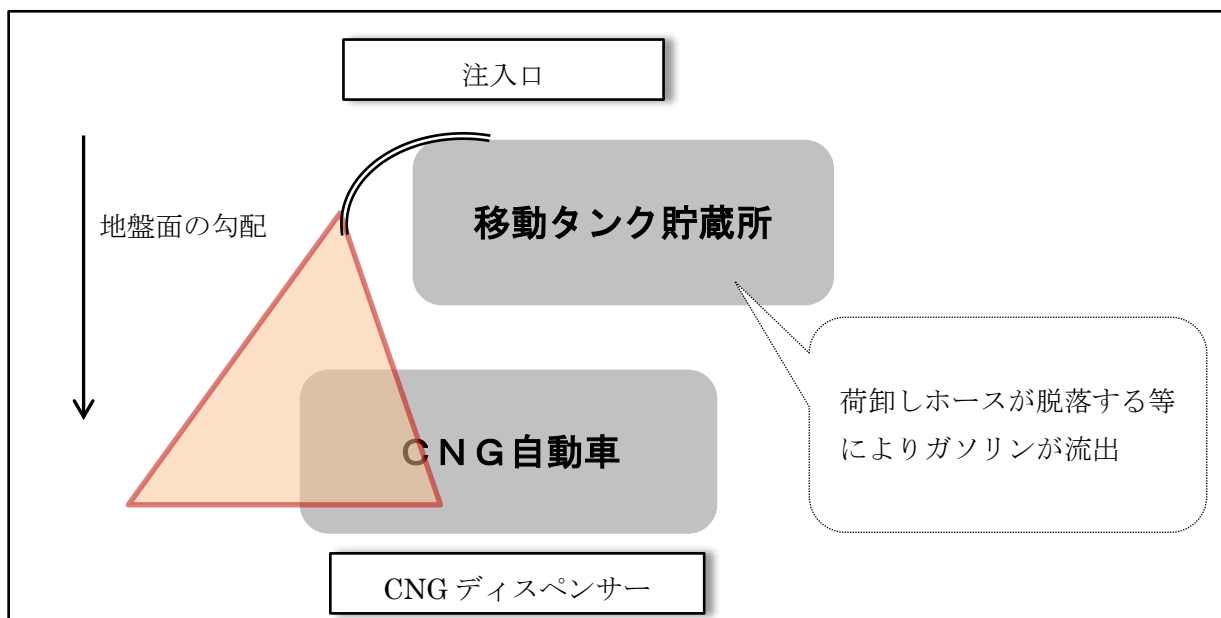 注入口
地盤面の勾配
移動タンク貯蔵所
荷卸しホースが脱落する等
によりガソリンが流出
ＣＮＧ自動車
CNG ディスペンサー